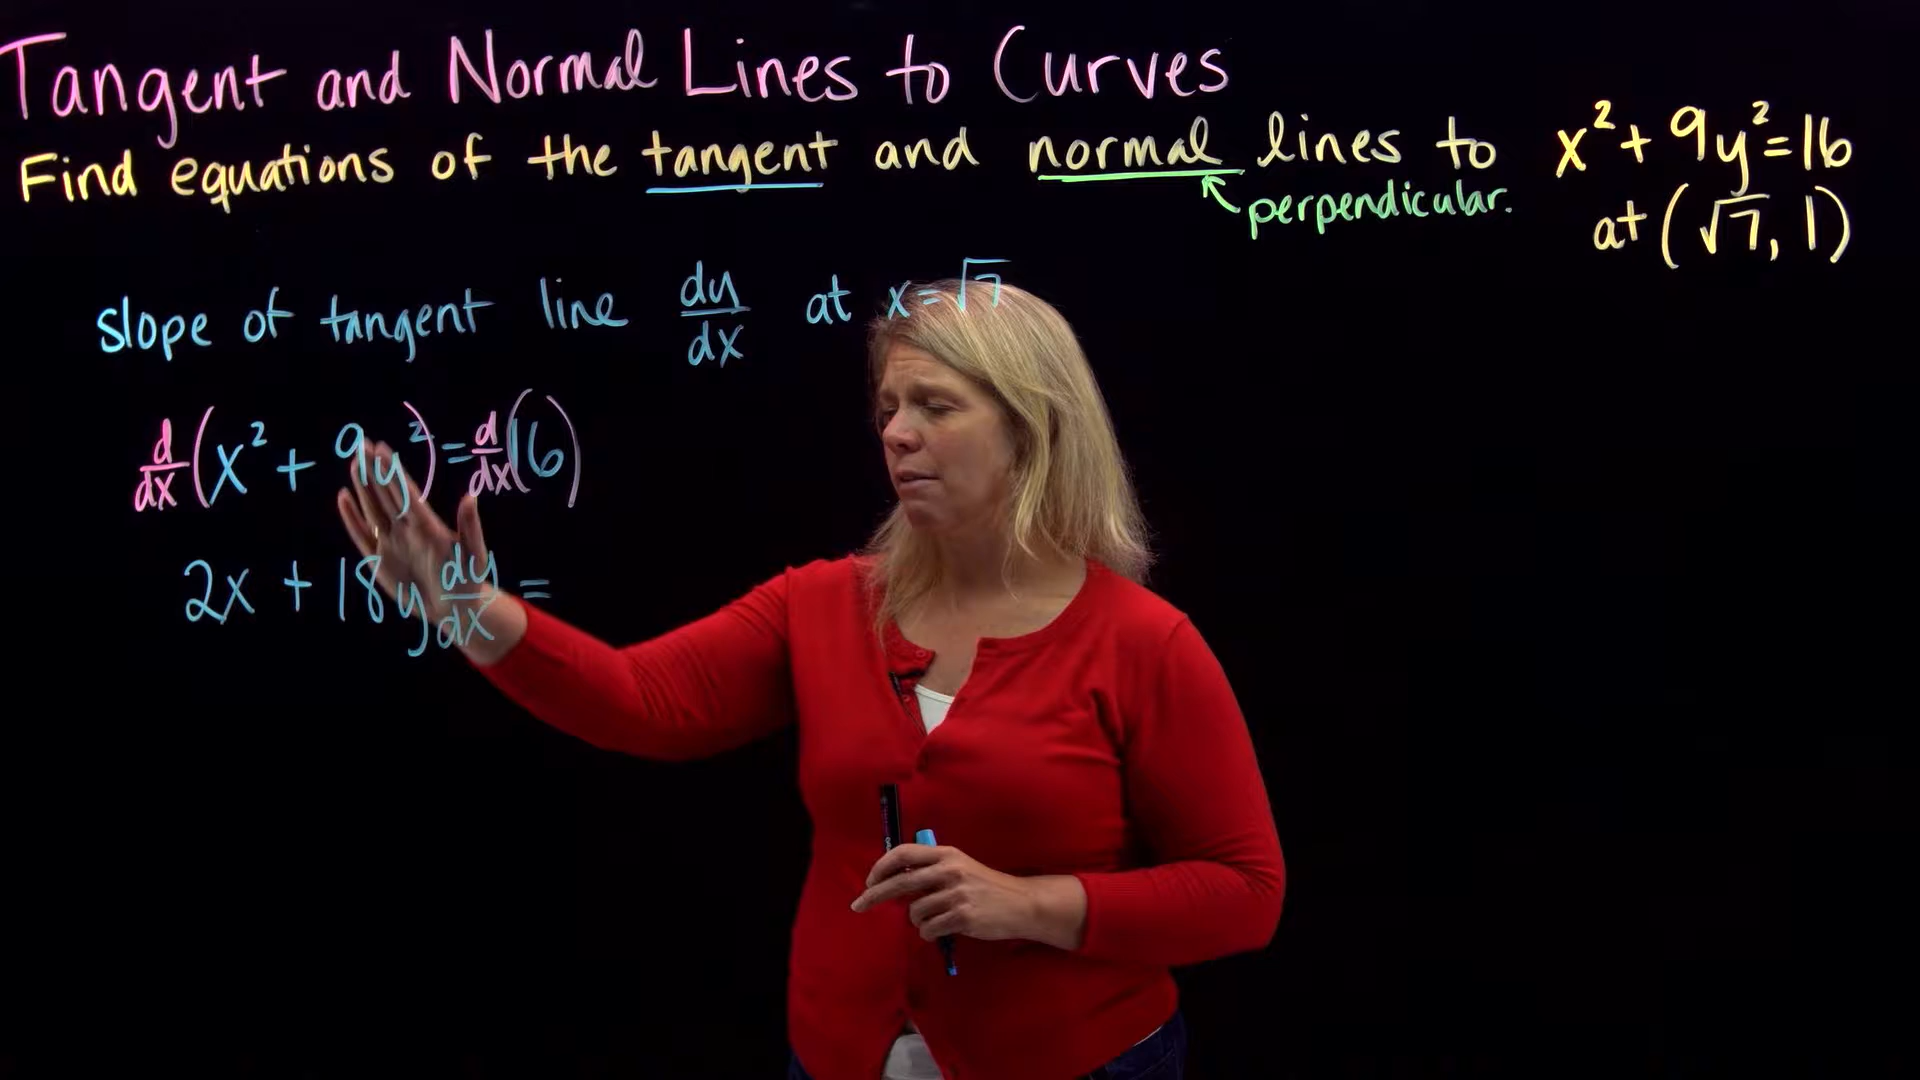 Tangent and Normal Lines to Curves
Find equations of the tangent and normal lines to x² + 9y² = 16
perpendicular. at (√7, 1)
slope of tangent line dy/dx at x = √7
d/dx (x² + 9y²) = d/dx (16)
2x + 18y dy/dx =